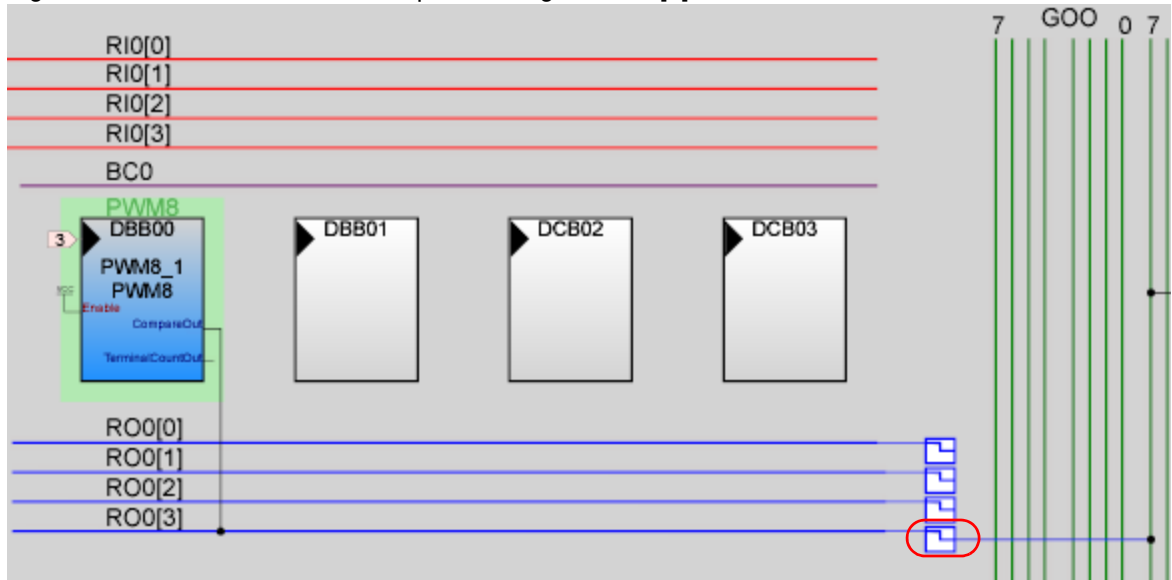 7 GOO 0 7
RI0[0]
RI0[1]
RI0[2]
RI0[3]
BC0
PWM8
DBB00 DBB01 DCB02 DCB03
3
PWM8_1
PWM8
VCC
Enable
CompareOut
TerminalCountOut
RO0[0]
RO0[1]
RO0[2]
RO0[3]